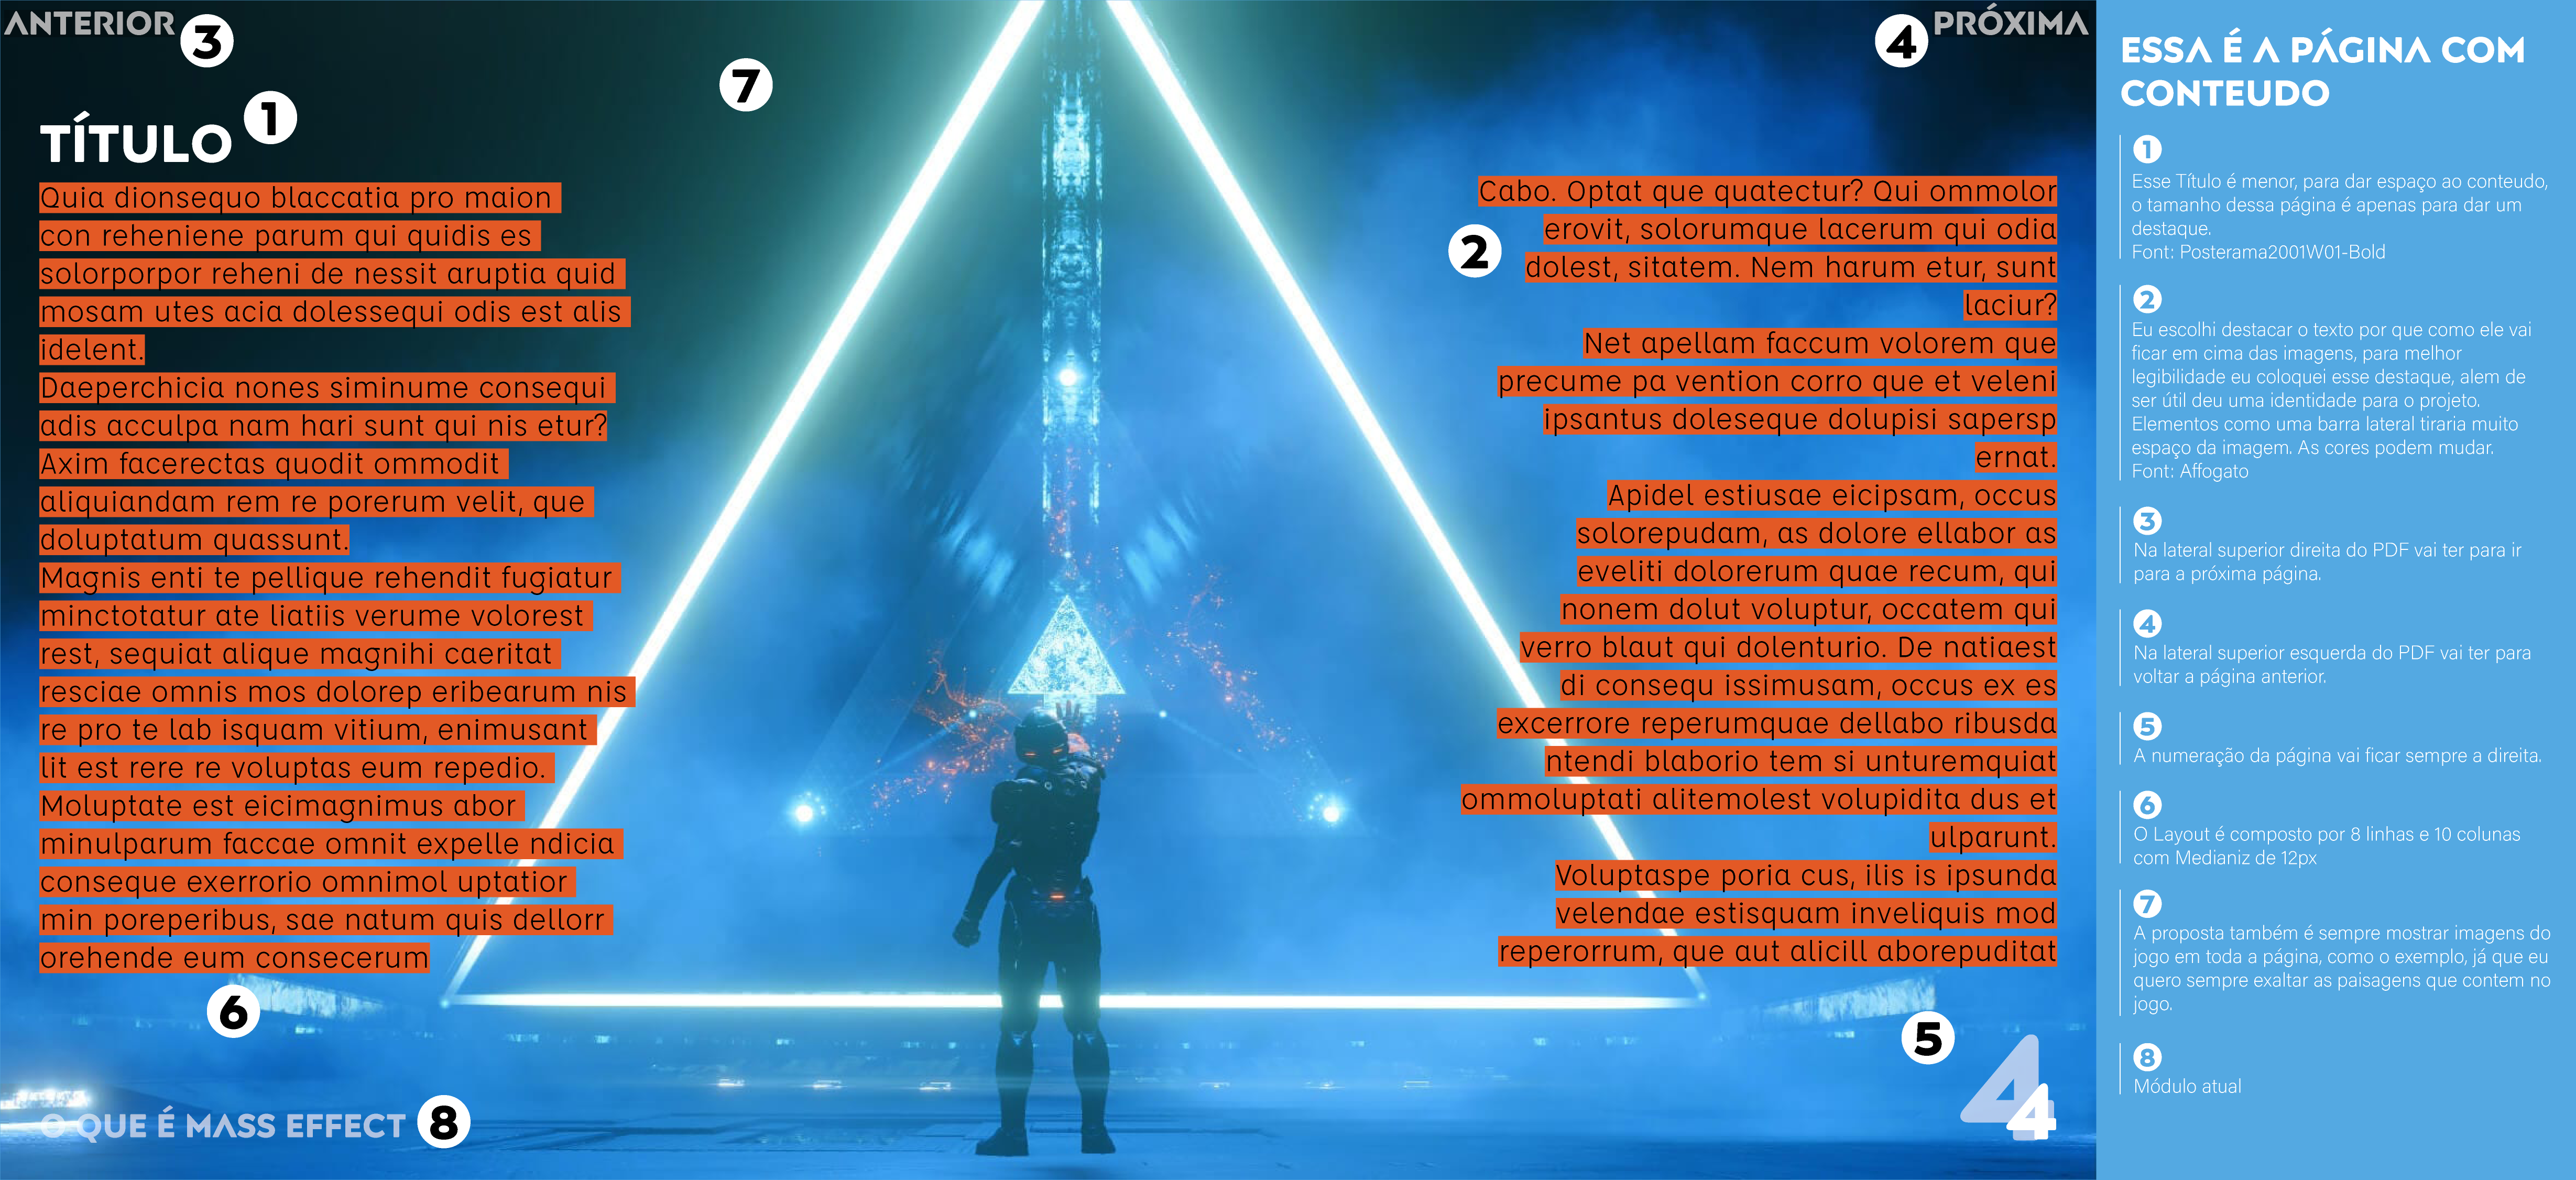 ANTERIOR
3
7
4
PRÓXIMA
TÍTULO
1
Quia dionsequo blaccatia pro maion
con reheniene parum qui quidis es
solorporpor reheni de nessit aruptia quid
mosam utes acia dolessequi odis est alis
idelent.
Daeperchicia nones siminume consequi
adis acculpa nam hari sunt qui nis etur?
Axim facerectas quodit ommodit
aliquiandam rem re porerum velit, que
doluptatum quassunt.
Magnis enti te pellique rehendit fugiatur
minctotatur ate liatiis verume volorest
rest, sequiat alique magnihi caeritat
resciae omnis mos dolorep eribearum nis
re pro te lab isquam vitium, enimusant
lit est rere re voluptas eum repedio.
Moluptate est eicimagnimus abor
minulparum faccae omnit expelle ndicia
conseque exerrorio omnimol uptatior
min poreperibus, sae natum quis dellorr
orehende eum consecerum
6
O QUE É MASS EFFECT
8
2
Cabo. Optat que quatectur? Qui ommolor
erovit, solorumque lacerum qui odia
dolest, sitatem. Nem harum etur, sunt
laciur?
Net apellam faccum volorem que
precume pa vention corro que et veleni
ipsantus doleseque dolupisi sapersp
ernat.
Apidel estiusae eicipsam, occus
solorepudam, as dolore ellabor as
eveliti dolorerum quae recum, qui
nonem dolut voluptur, occatem qui
verro blaut qui dolenturio. De natiaest
di consequ issimusam, occus ex es
excerrore reperumquae dellabo ribusda
ntendi blaborio tem si unturemquiat
ommoluptati alitemolest volupidita dus et
ulparunt.
Voluptaspe poria cus, ilis is ipsunda
velendae estisquam inveliquis mod
reperorrum, que aut alicill aborepuditat
5
4
4
ESSA É A PÁGINA COM
CONTEUDO
1
Esse Título é menor, para dar espaço ao conteudo,
o tamanho dessa página é apenas para dar um
destaque.
Font: Posterama2001W01-Bold
2
Eu escolhi destacar o texto por que como ele vai
ficar em cima das imagens, para melhor
legibilidade eu coloquei esse destaque, alem de
ser útil deu uma identidade para o projeto.
Elementos como uma barra lateral tiraria muito
espaço da imagem. As cores podem mudar.
Font: Affogato
3
Na lateral superior direita do PDF vai ter para ir
para a próxima página.
4
Na lateral superior esquerda do PDF vai ter para
voltar a página anterior.
5
A numeração da página vai ficar sempre a direita.
6
O Layout é composto por 8 linhas e 10 colunas
com Medianiz de 12px
7
A proposta também é sempre mostrar imagens do
jogo em toda a página, como o exemplo, já que eu
quero sempre exaltar as paisagens que contem no
jogo.
8
Módulo atual